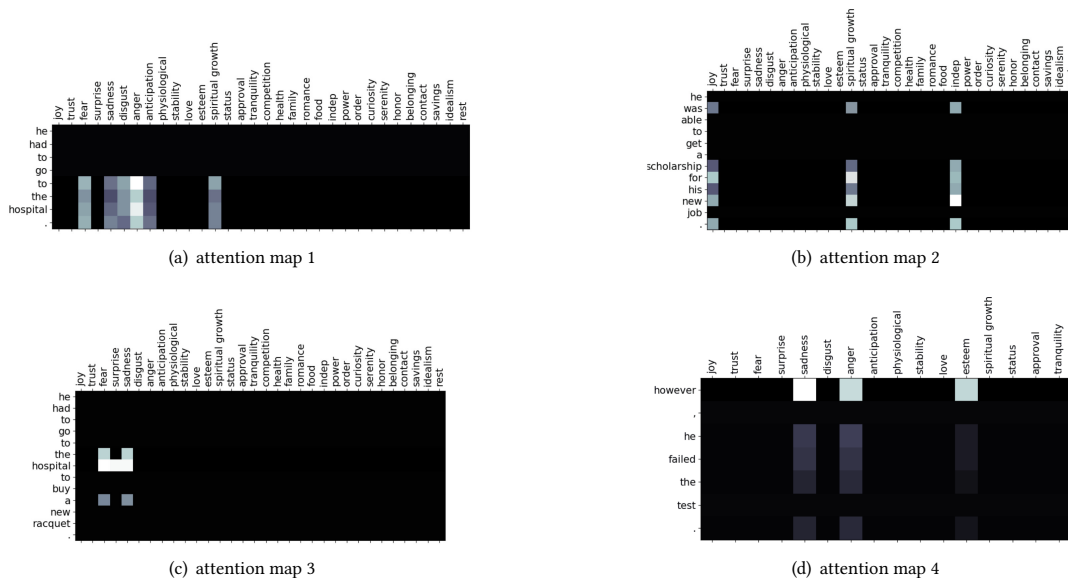 joy
trust
fear
surprise
sadness
disgust
anger
anticipation
physiological
stability
love
esteem
spiritual growth
status
approval
tranquility
competition
health
family
romance
food
indep
power
order
curiosity
serenity
honor
belonging
contact
savings
idealism
rest
he
had
to
go
to
the
hospital
.
(a) attention map 1
joy
trust
fear
surprise
sadness
disgust
anger
anticipation
physiological
stability
love
esteem
spiritual growth
status
approval
tranquility
competition
health
family
romance
food
indep
power
order
curiosity
serenity
honor
belonging
contact
savings
idealism
he
was
able
to
get
a
scholarship
for
his
new
job
.
(b) attention map 2
joy
trust
fear
surprise
sadness
disgust
anger
anticipation
physiological
stability
love
esteem
spiritual growth
status
approval
tranquility
competition
health
family
romance
food
indep
power
order
curiosity
serenity
honor
belonging
contact
savings
idealism
rest
he
had
to
go
to
the
hospital
to
buy
a
new
racquet
.
(c) attention map 3
joy
trust
fear
surprise
sadness
disgust
anger
anticipation
physiological
stability
love
esteem
spiritual growth
status
approval
tranquility
however
,
he
failed
the
test
.
(d) attention map 4